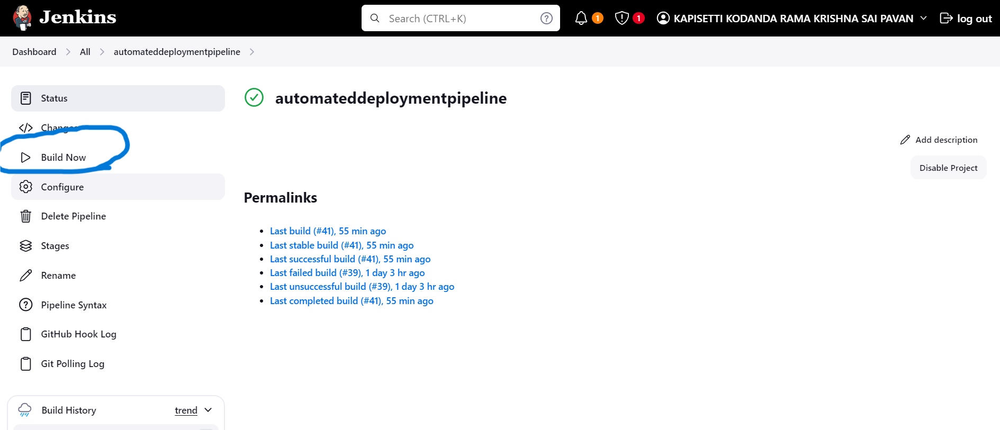 Jenkins
Search (CTRL+K)
1
1
KAPISETTI KODANDA RAMA KRISHNA SAI PAVAN
log out
Dashboard
All
automateddeploymentpipeline
Status
Changes
Build Now
Configure
Delete Pipeline
Stages
Rename
Pipeline Syntax
GitHub Hook Log
Git Polling Log
Build History
trend
automateddeploymentpipeline
Add description
Disable Project
Permalinks
Last build (#41), 55 min ago
Last stable build (#41), 55 min ago
Last successful build (#41), 55 min ago
Last failed build (#39), 1 day 3 hr ago
Last unsuccessful build (#39), 1 day 3 hr ago
Last completed build (#41), 55 min ago